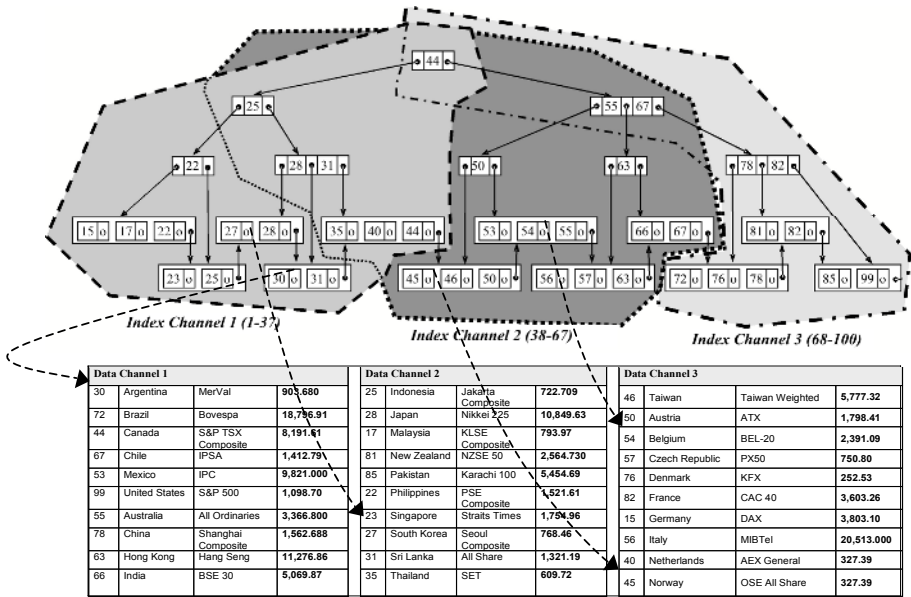 44
25
55 67
22
28 31
50
63
78 82
15 o 17 o 22 o
27 o 28 o
35 o 40 o 44 o
53 o 54 o 55 o
66 o 67 o
81 o 82 o
23 o 25 o
30 o 31 o
45 o 46 o 50 o
56 o 57 o 63 o
72 o 76 o 78 o
85 o 99 o
Index Channel 1 (1-37)
Index Channel 2 (38-67)
Index Channel 3 (68-100)
Data Channel 1
30 Argentina MerVal 903.680
72 Brazil Bovespa 18,796.91
44 Canada S&P TSX Composite 8,191.61
67 Chile IPSA 1,412.79
53 Mexico IPC 9,821.000
99 United States S&P 500 1,098.70
55 Australia All Ordinaries 3,366.800
78 China Shanghai Composite 1,562.688
63 Hong Kong Hang Seng 11,276.86
66 India BSE 30 5,069.87
Data Channel 2
25 Indonesia Jakarta Composite 722.709
28 Japan Nikkei 225 10,849.63
17 Malaysia KLSE Composite 793.97
81 New Zealand NZSE 50 2,564.730
85 Pakistan Karachi 100 5,454.69
22 Philippines PSE Composite 1,521.61
23 Singapore Straits Times 1,754.96
27 South Korea Seoul Composite 768.46
31 Sri Lanka All Share 1,321.19
35 Thailand SET 609.72
Data Channel 3
46 Taiwan Taiwan Weighted 5,777.32
50 Austria ATX 1,798.41
54 Belgium BEL-20 2,391.09
57 Czech Republic PX50 750.80
76 Denmark KFX 252.53
82 France CAC 40 3,603.26
15 Germany DAX 3,803.10
56 Italy MIBTel 20,513.000
40 Netherlands AEX General 327.39
45 Norway OSE All Share 327.39